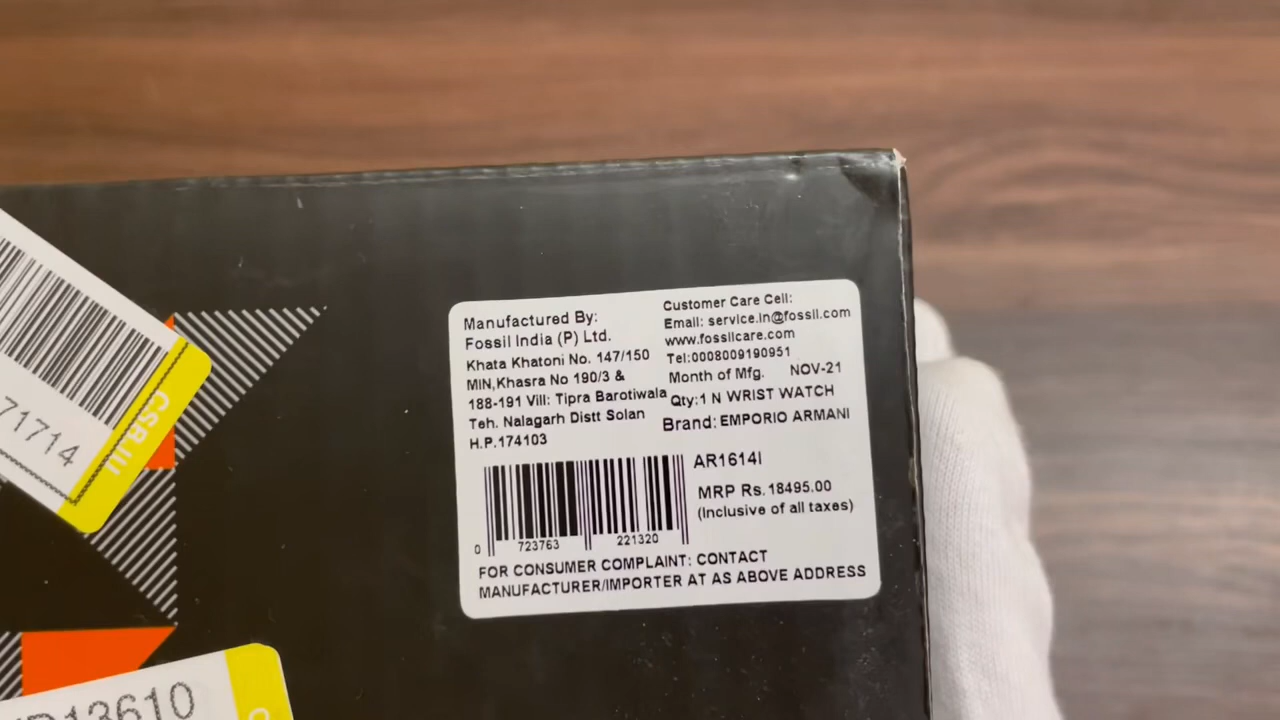 Manufactured By:
Fossil India (P) Ltd.
Khata Khatoni No. 147/150
MIN,Khasra No 190/3 &
188-191 Vill: Tipra Barotiwala
Teh. Nalagarh Distt Solan
H.P.174103
Customer Care Cell:
Email: service.in@fossil.com
www.fossilcare.com
Tel:0008009190951
Month of Mfg. NOV-21
Qty:1 N WRIST WATCH
Brand: EMPORIO ARMANI
AR1614I
MRP Rs.18495.00
(Inclusive of all taxes)
0 723763 221320
FOR CONSUMER COMPLAINT: CONTACT
MANUFACTURER/IMPORTER AT AS ABOVE ADDRESS
71714
CSR
13610